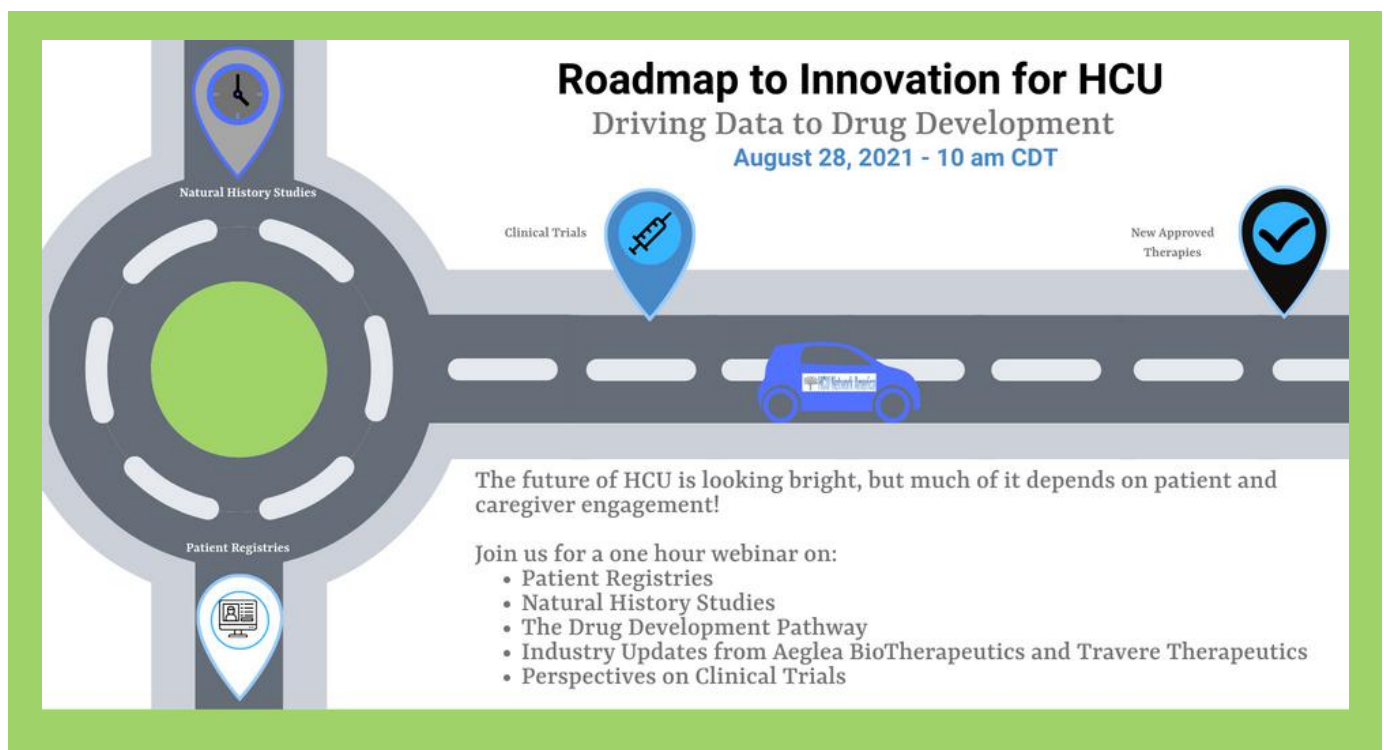 Roadmap to Innovation for HCU
Driving Data to Drug Development
August 28, 2021 - 10 am CDT
Natural History Studies
Clinical Trials
New Approved
Therapies
HCU Network America
Patient Registries
The future of HCU is looking bright, but much of it depends on patient and
caregiver engagement!
Join us for a one hour webinar on:
• Patient Registries
• Natural History Studies
• The Drug Development Pathway
• Industry Updates from Aeglea BioTherapeutics and Travere Therapeutics
• Perspectives on Clinical Trials